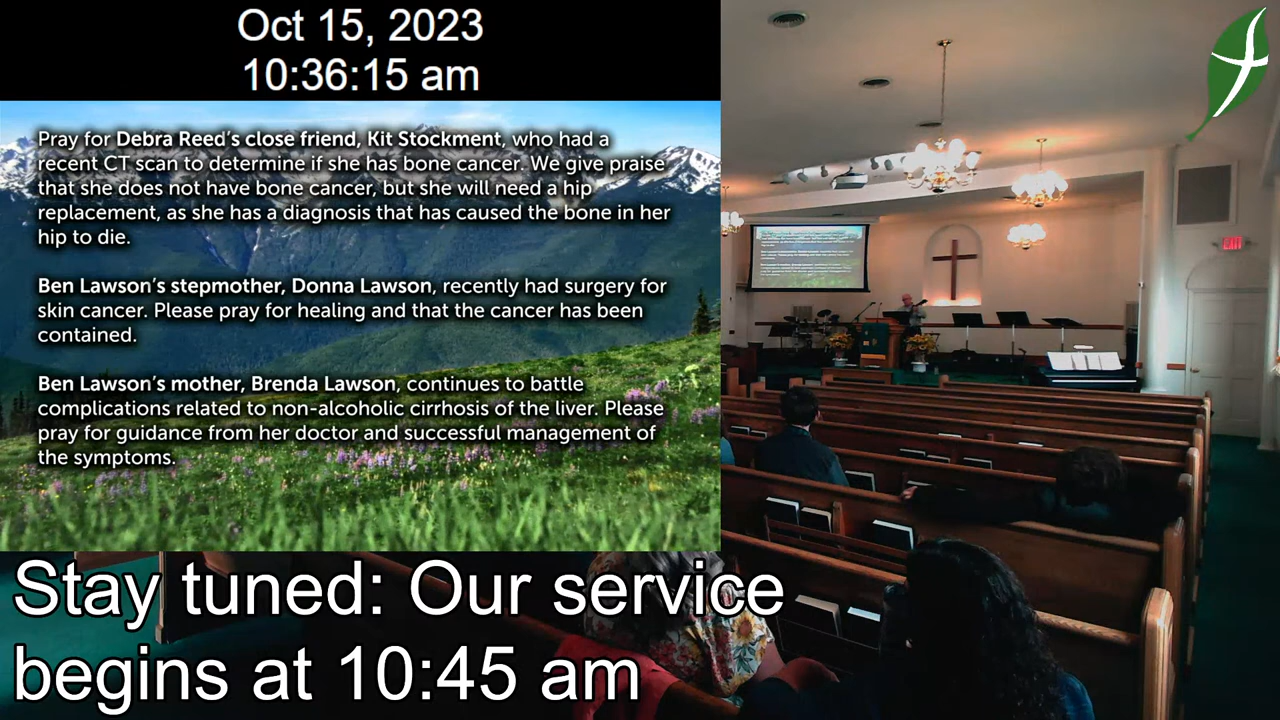 Oct 15, 2023
10:36:15 am
Pray for Debra Reed's close friend, Kit Stockment, who had a
recent CT scan to determine if she has bone cancer. We give praise
that she does not have bone cancer, but she will need a hip
replacement, as she has a diagnosis that has caused the bone in her
hip to die.
Ben Lawson's stepmother, Donna Lawson, recently had surgery for
skin cancer. Please pray for healing and that the cancer has been
contained.
Ben Lawson's mother, Brenda Lawson, continues to battle
complications related to non-alcoholic cirrhosis of the liver. Please
pray for guidance from her doctor and successful management of
the symptoms.
Stay tuned: Our service
begins at 10:45 am